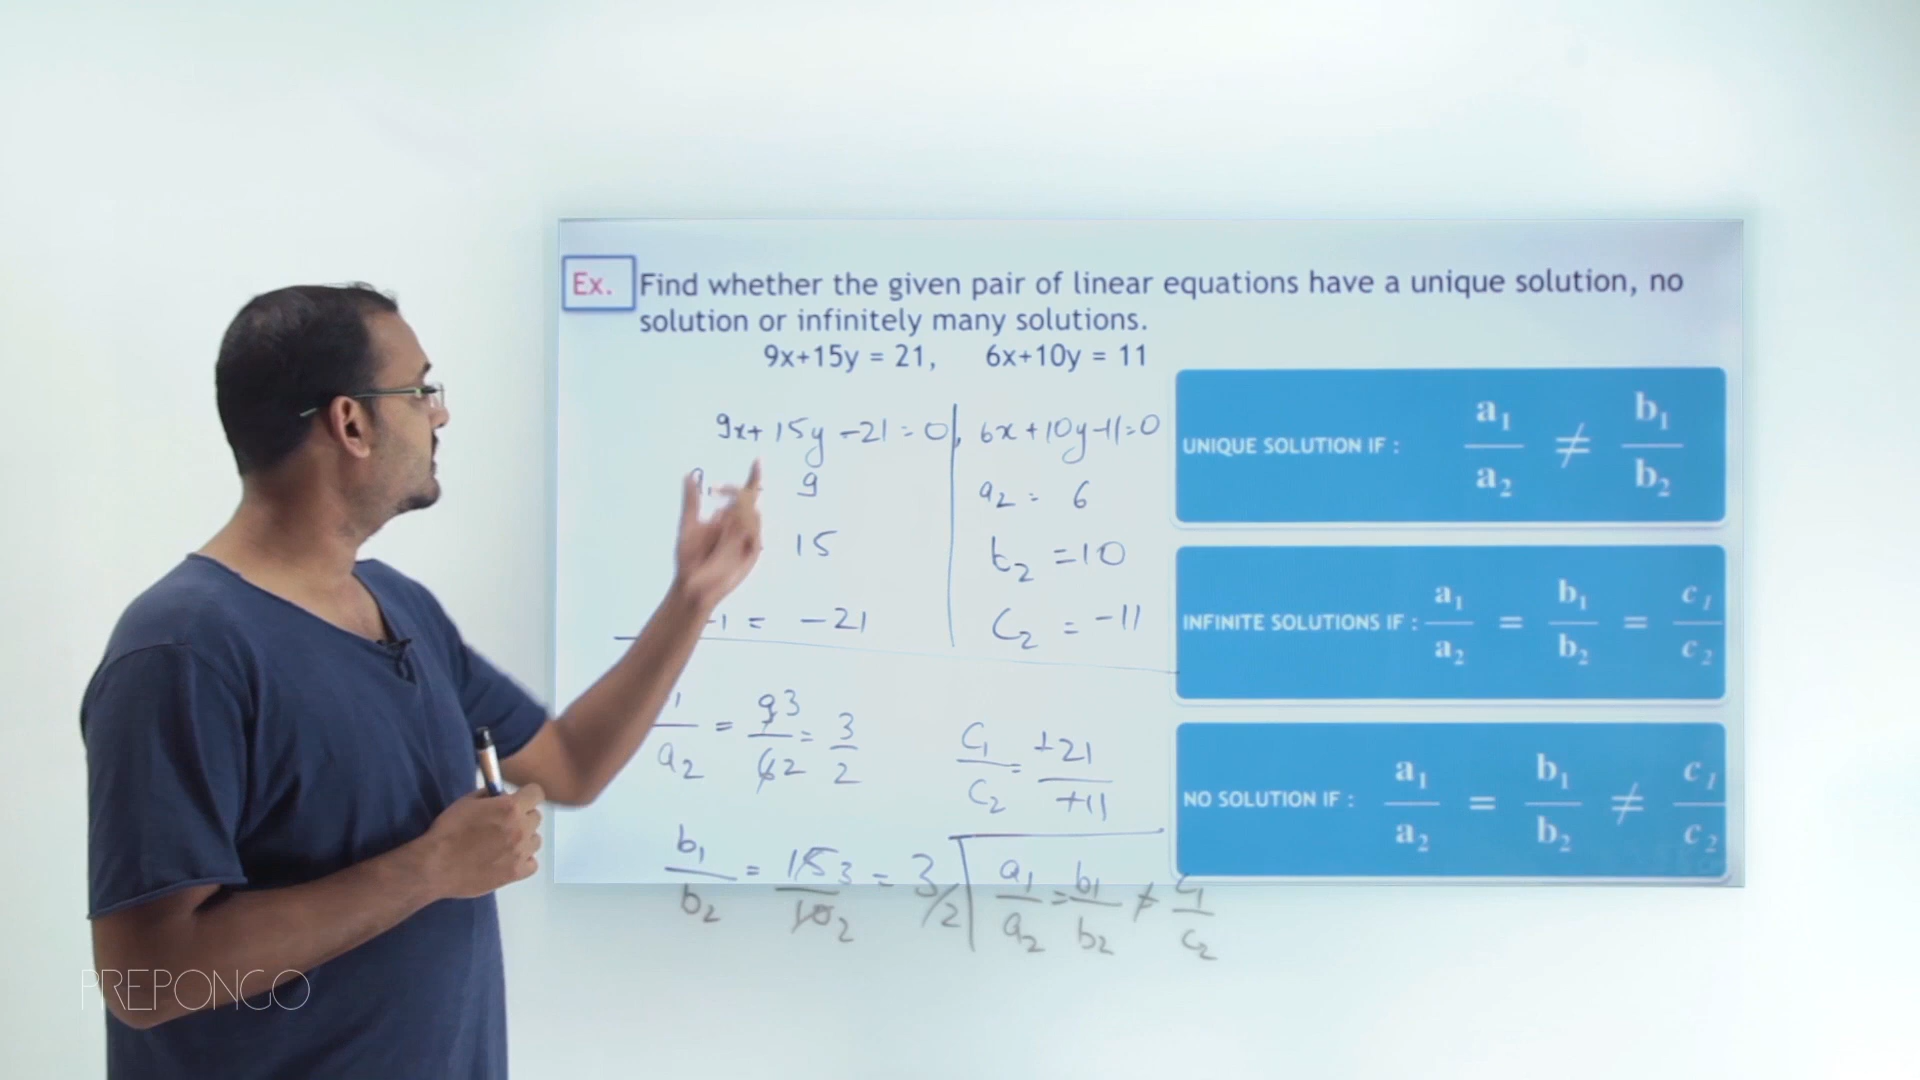 Ex. Find whether the given pair of linear equations have a unique solution, no
solution or infinitely many solutions.
9x+15y = 21, 6x+10y = 11
9x+ 15y -21 = 0, 6x+10y-11=0
9
15
-21
a₂ = 6
b₂ = 10
C₂ = -11
a₂ = 93/62 = 3/2
C₁/C₂ = +21/+11
b₁/b₂ = 153/102 = 3/2
a₁/a₂ = b₁/b₂ ≠ C₁/C₂
UNIQUE SOLUTION IF : a₁/a₂ ≠ b₁/b₂
INFINITE SOLUTIONS IF : a₁/a₂ = b₁/b₂ = c₁/c₂
NO SOLUTION IF : a₁/a₂ = b₁/b₂ ≠ c₁/c₂
PREPONGO